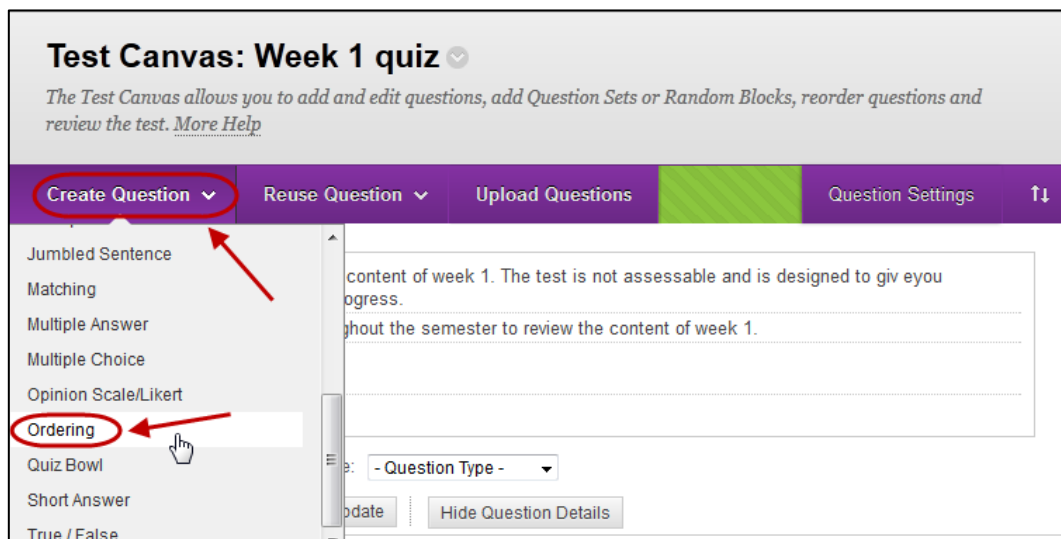 Test Canvas: Week 1 quiz
The Test Canvas allows you to add and edit questions, add Question Sets or Random Blocks, reorder questions and
review the test. More Help
Create Question Reuse Question Upload Questions Question Settings
Jumbled Sentence
Matching
Multiple Answer
Multiple Choice
Opinion Scale/Likert
Ordering
Quiz Bowl
Short Answer
True / False
content of week 1. The test is not assessable and is designed to giv eyou
ogress.
ghout the semester to review the content of week 1.
e: - Question Type -
pdate Hide Question Details